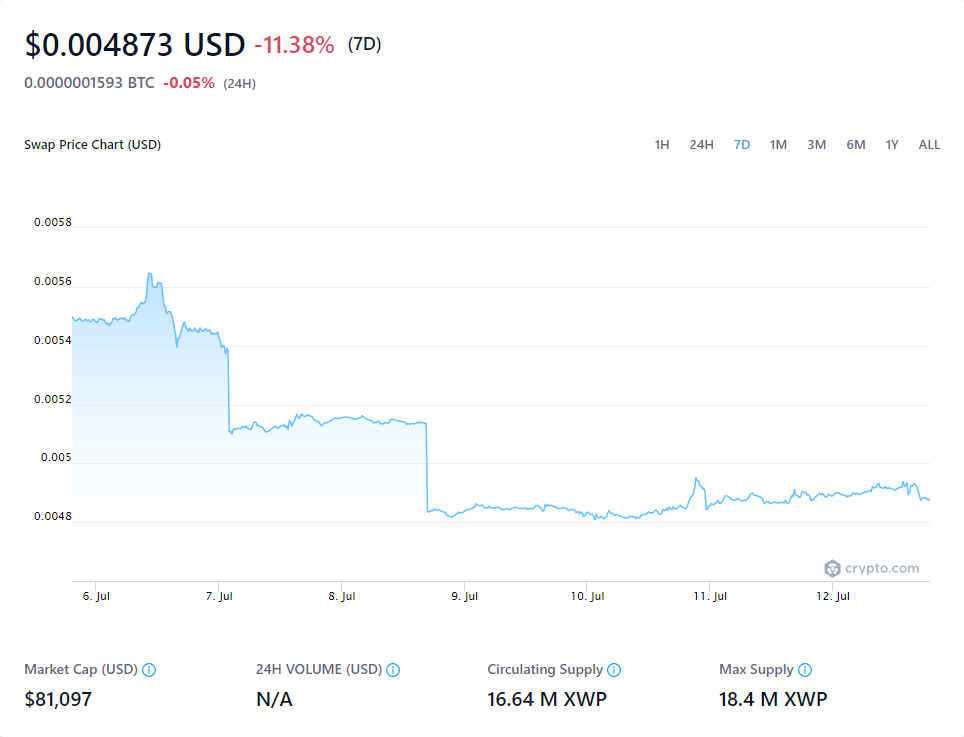 $0.004873 USD -11.38% (7D)
0.0000001593 BTC -0.05% (24H)
Swap Price Chart (USD) 1H 24H 7D 1M 3M 6M 1Y ALL
0.0058
0.0056
0.0054
0.0052
0.005
0.0048
crypto.com
6. Jul 7. Jul 8. Jul 9. Jul 10. Jul 11. Jul 12. Jul
Market Cap (USD) 24H VOLUME (USD) Circulating Supply Max Supply
$81,097 N/A 16.64 M XWP 18.4 M XWP